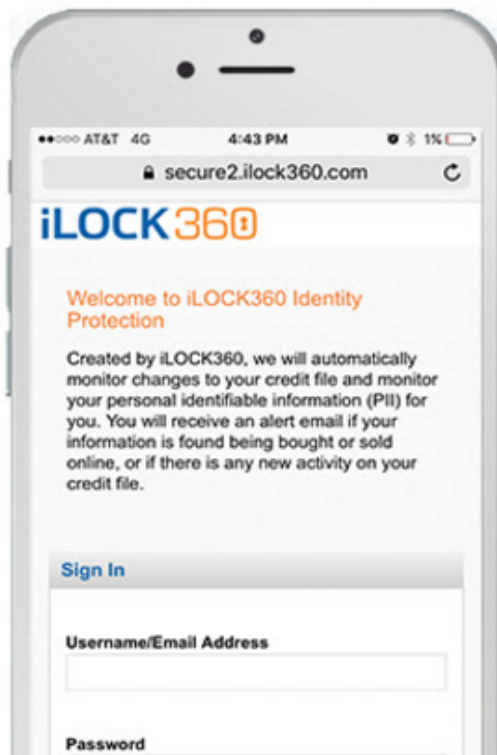 AT&T 4G 4:43 PM 1%
secure2.ilock360.com
iLOCK360
Welcome to iLOCK360 Identity
Protection
Created by iLOCK360, we will automatically
monitor changes to your credit file and monitor
your personal identifiable information (PII) for
you. You will receive an alert email if your
information is found being bought or sold
online, or if there is any new activity on your
credit file.
Sign In
Username/Email Address
Password